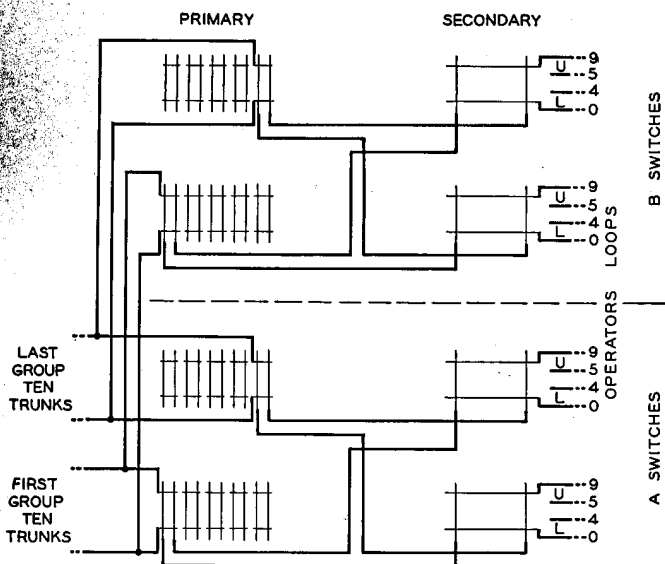 PRIMARY
SECONDARY
U
9
5
4
L
0
U
9
5
4
L
0
B SWITCHES
OPERATORS LOOPS
LAST
GROUP
TEN
TRUNKS
U
9
5
4
L
0
FIRST
GROUP
TEN
TRUNKS
U
9
5
4
L
0
A SWITCHES